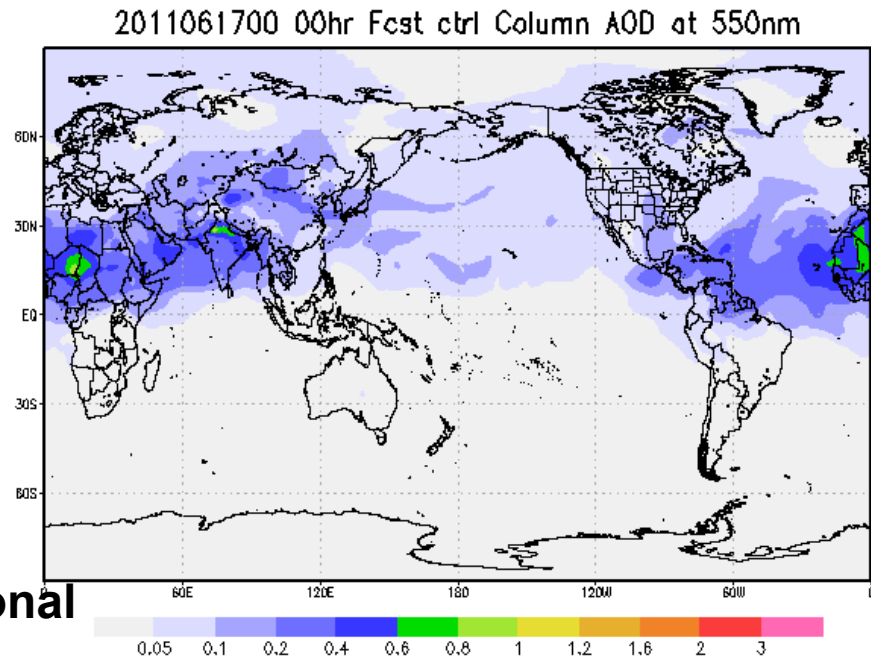 2011061700 00hr Fcst ctrl Column AOD at 550nm
60N
30N
EQ
30S
60S
60E 120E 180 120W 60W
onal
0.05 0.1 0.2 0.4 0.6 0.8 1 1.2 1.6 2 3